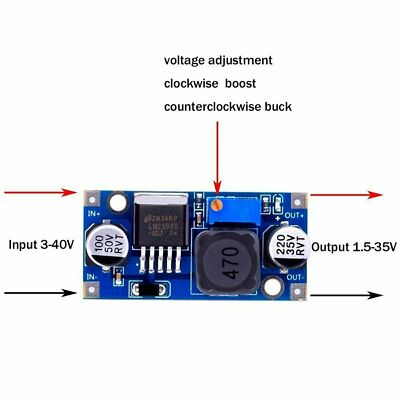 voltage adjustment
clockwise boost
counterclockwise buck
IN+
OUT+
100
50V
RVT
LM2596S
-ADJ P+
220
35V
RVT
Input 3-40V
Output 1.5-35V
470
IN-
OUT-